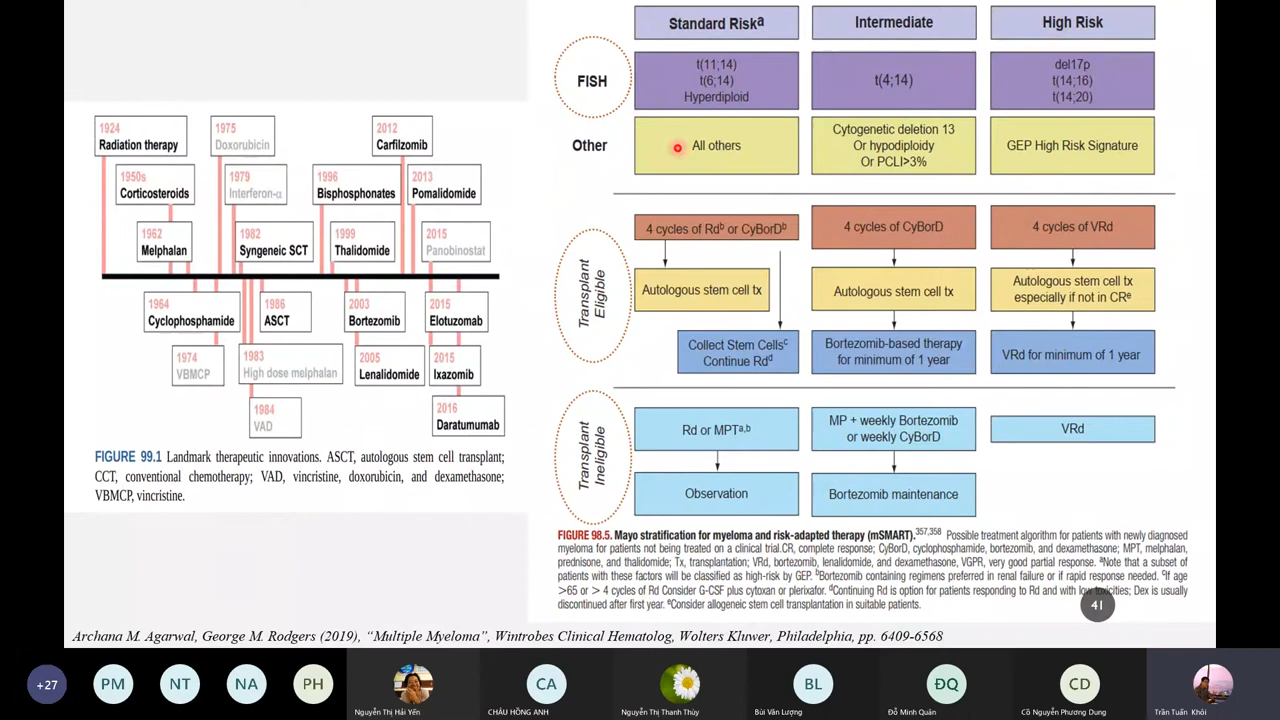 1924
Radiation therapy
1975
Doxorubicin
2012
Carfilzomib
1950s
Corticosteroids
1979
Interferon-α
1996
Bisphosphonates
2013
Pomalidomide
1962
Melphalan
1982
Syngeneic SCT
1999
Thalidomide
2015
Panobinostat
1964
Cyclophosphamide
1986
ASCT
2003
Bortezomib
2015
Elotuzomab
1974
VBMCP
1983
High dose melphalan
2005
Lenalidomide
2015
Ixazomib
1984
VAD
2016
Daratumumab
FIGURE 99.1 Landmark therapeutic innovations. ASCT, autologous stem cell transplant;
CCT, conventional chemotherapy; VAD, vincristine, doxorubicin, and dexamethasone;
VBMCP, vincristine.
Standard Riskª
Intermediate
High Risk
FISH
t(11;14)
t(6;14)
Hyperdiploid
t(4;14)
del17p
t(14;16)
t(14;20)
Other
All others
Cytogenetic deletion 13
Or hypodiploidy
Or PCLI>3%
GEP High Risk Signature
Transplant
Eligible
4 cycles of Rdᵇ or CyBorDᵇ
4 cycles of CyBorD
4 cycles of VRd
Autologous stem cell tx
Autologous stem cell tx
Autologous stem cell tx
especially if not in CRᵉ
Collect Stem Cellsᶜ
Continue Rdᵈ
Bortezomib-based therapy
for minimum of 1 year
VRd for minimum of 1 year
Transplant
Ineligible
Rd or MPTᵃ,ᵇ
MP + weekly Bortezomib
or weekly CyBorD
VRd
Observation
Bortezomib maintenance
FIGURE 98.5. Mayo stratification for myeloma and risk-adapted therapy (mSMART).³⁵⁷,³⁵⁸ Possible treatment algorithm for patients with newly diagnosed
myeloma for patients not being treated on a clinical trial.CR, complete response; CyBorD, cyclophosphamide, bortezomib, and dexamethasone; MPT, melphalan,
prednisone, and thalidomide; Tx, transplantation; VRd, bortezomib, lenalidomide, and dexamethasone, VGPR, very good partial response. ᵃNote that a subset of
patients with these factors will be classified as high-risk by GEP. ᵇBortezomib containing regimens preferred in renal failure or if rapid response needed. ᶜIf age
>65 or > 4 cycles of Rd Consider G-CSF plus cytoxan or plerixafor. ᵈContinuing Rd is option for patients responding to Rd and with low toxicities; Dex is usually
discontinued after first year. ᵉConsider allogeneic stem cell transplantation in suitable patients.
41
Archana M. Agarwal, George M. Rodgers (2019), “Multiple Myeloma”, Wintrobes Clinical Hematolog, Wolters Kluwer, Philadelphia, pp. 6409-6568
+27
PM
NT
NA
PH
CA
BL
ĐQ
CD
Nguyễn Thị Hải Yến
CHÂU HỒNG ANH
Nguyễn Thị Thanh Thúy
Bùi Văn Lượng
Đỗ Minh Quân
Cô Nguyễn Phương Dung
Trần Tuấn Khôi